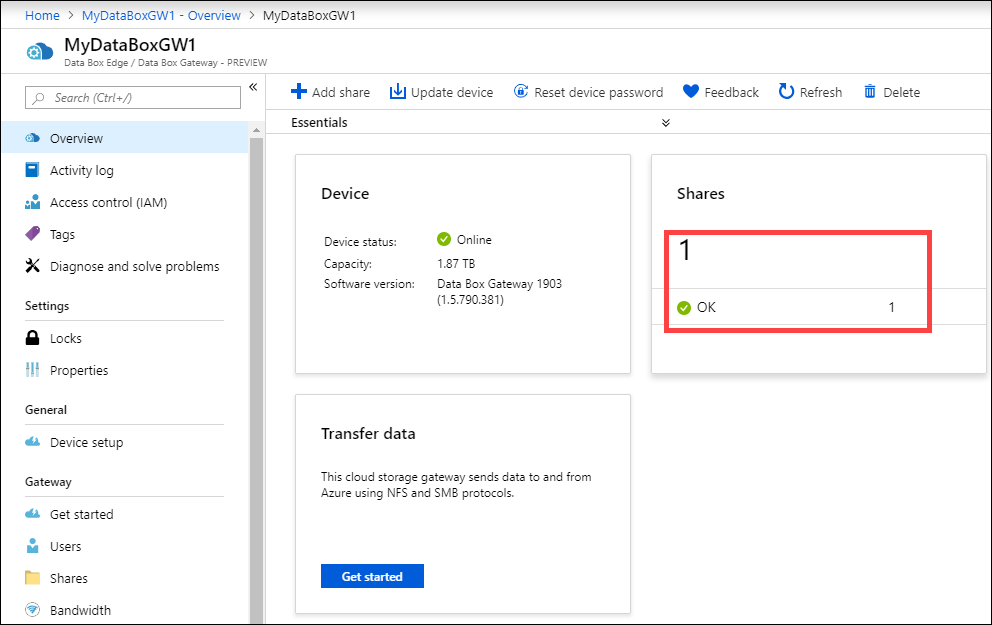 Home > MyDataBoxGW1 - Overview > MyDataBoxGW1
MyDataBoxGW1
Data Box Edge / Data Box Gateway - PREVIEW
Search (Ctrl+/)
Overview
Activity log
Access control (IAM)
Tags
Diagnose and solve problems
Settings
Locks
Properties
General
Device setup
Gateway
Get started
Users
Shares
Bandwidth
Add share
Update device
Reset device password
Feedback
Refresh
Delete
Essentials
Device
Device status: Online
Capacity: 1.87 TB
Software version: Data Box Gateway 1903
(1.5.790.381)
Shares
1
OK 1
Transfer data
This cloud storage gateway sends data to and from
Azure using NFS and SMB protocols.
Get started